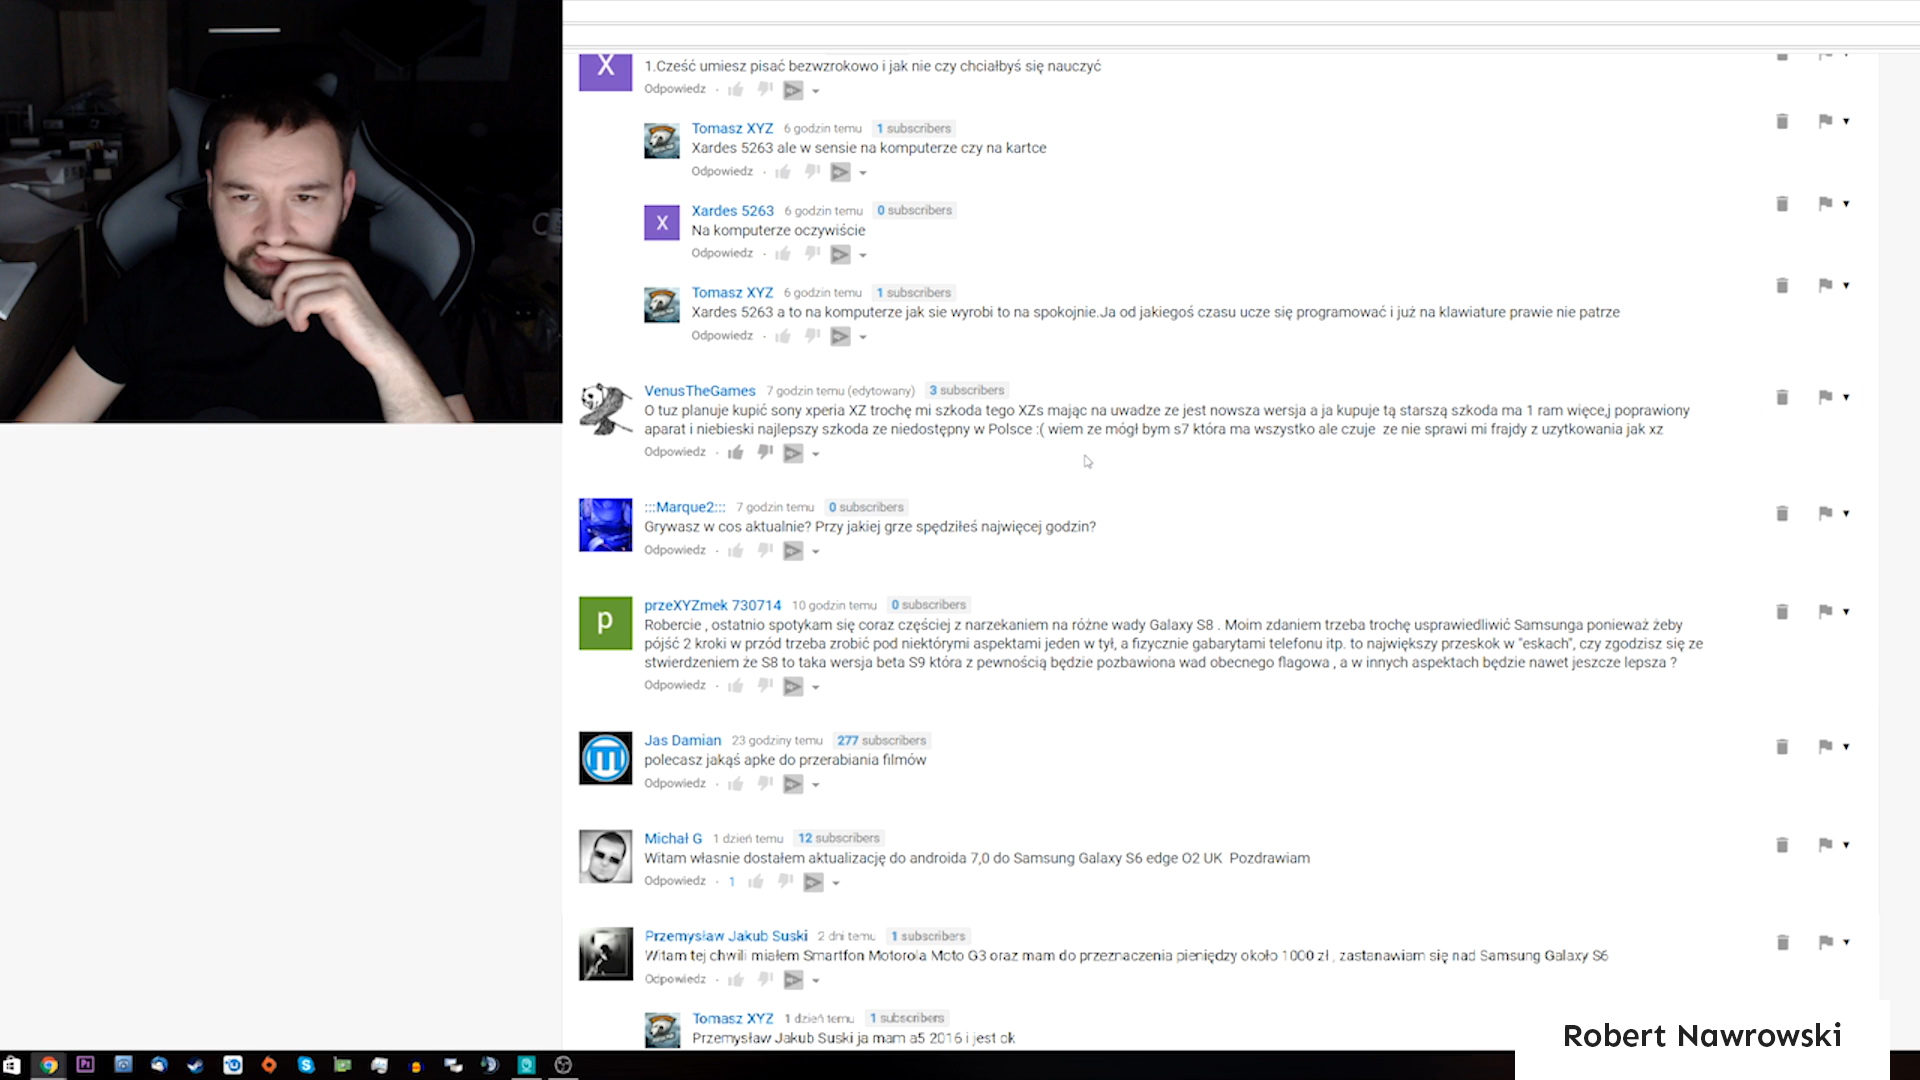 X
1.Cześć umiesz pisać bezwzrokowo i jak nie czy chciałbyś się nauczyć
Odpowiedz
Tomasz XYZ 6 godzin temu 1 subscribers
Xardes 5263 ale w sensie na komputerze czy na kartce
Odpowiedz
X
Xardes 5263 6 godzin temu 0 subscribers
Na komputerze oczywiście
Odpowiedz
Tomasz XYZ 6 godzin temu 1 subscribers
Xardes 5263 a to na komputerze jak sie wyrobi to na spokojnie.Ja od jakiegoś czasu ucze się programować i już na klawiature prawie nie patrze
Odpowiedz
VenusTheGames 7 godzin temu (edytowany) 3 subscribers
O tuz planuje kupić sony xperia XZ trochę mi szkoda tego XZs mając na uwadze ze jest nowsza wersja a ja kupuje tą starszą szkoda ma 1 ram więce,j poprawiony
aparat i niebieski najlepszy szkoda ze niedostępny w Polsce :( wiem ze mógł bym s7 która ma wszystko ale czuje ze nie sprawi mi frajdy z uzytkowania jak xz
Odpowiedz
:::Marque2::: 7 godzin temu 0 subscribers
Grywasz w cos aktualnie? Przy jakiej grze spędziłeś najwięcej godzin?
Odpowiedz
p
przeXYZmek 730714 10 godzin temu 0 subscribers
Robercie , ostatnio spotykam się coraz częściej z narzekaniem na różne wady Galaxy S8 . Moim zdaniem trzeba trochę usprawiedliwić Samsunga ponieważ żeby
pójść 2 kroki w przód trzeba zrobić pod niektórymi aspektami jeden w tył, a fizycznie gabarytami telefonu itp. to największy przeskok w "eskach", czy zgodzisz się ze
stwierdzeniem że S8 to taka wersja beta S9 która z pewnością będzie pozbawiona wad obecnego flagowa , a w innych aspektach będzie nawet jeszcze lepsza ?
Odpowiedz
Jas Damian 23 godziny temu 277 subscribers
polecasz jakąś apke do przerabiania filmów
Odpowiedz
Michał G 1 dzień temu 12 subscribers
Witam własnie dostałem aktualizację do androida 7,0 do Samsung Galaxy S6 edge O2 UK Pozdrawiam
Odpowiedz 1
Przemysław Jakub Suski 2 dni temu 1 subscribers
Witam tej chwili miałem Smartfon Motorola Moto G3 oraz mam do przeznaczenia pieniędzy około 1000 zł , zastanawiam się nad Samsung Galaxy S6
Odpowiedz
Tomasz XYZ 1 dzień temu 1 subscribers
Przemysław Jakub Suski ja mam a5 2016 i jest ok
Robert Nawrowski